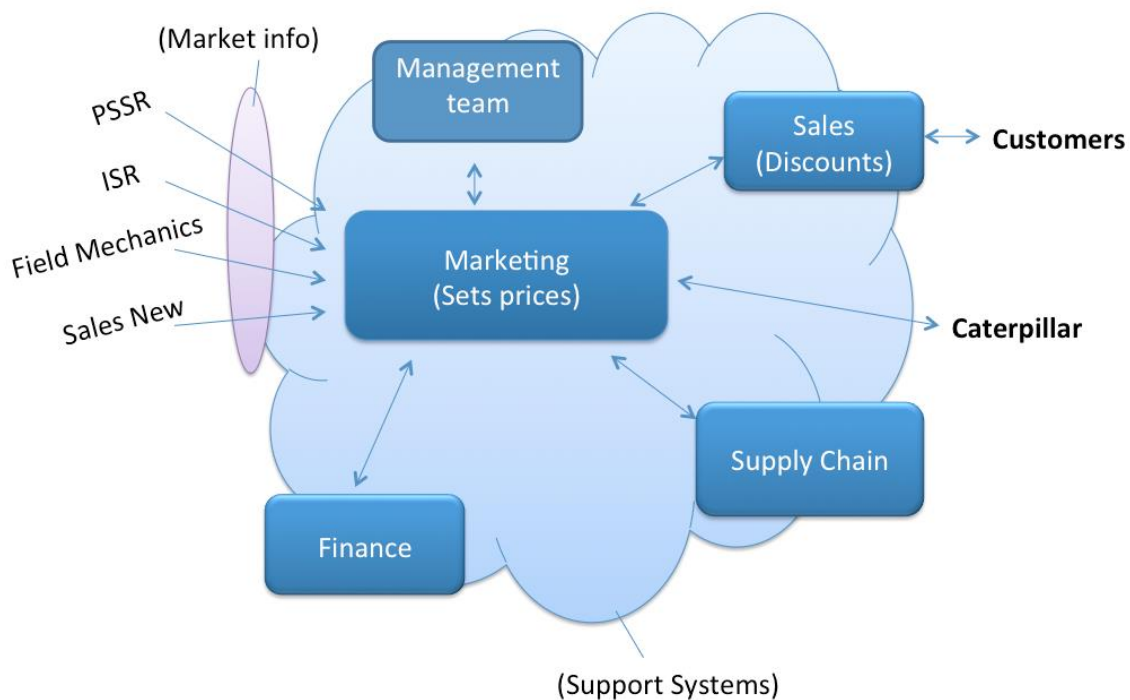 (Market info)
PSSR
ISR
Field Mechanics
Sales New
Management
team
Sales
(Discounts)
Customers
Marketing
(Sets prices)
Caterpillar
Supply Chain
Finance
(Support Systems)